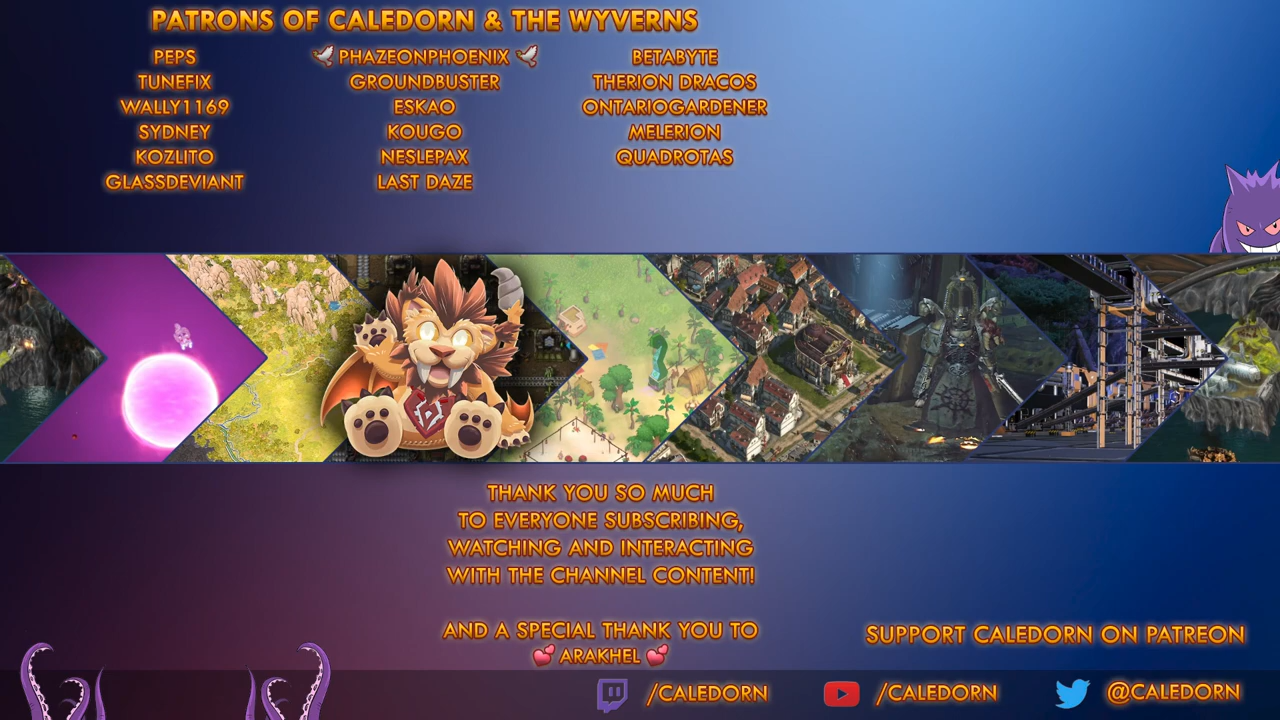 PATRONS OF CALEDORN & THE WYVERNS
PEPS
TUNEFIX
WALLY1169
SYDNEY
KOZLITO
GLASSDEVIANT
PHAZEONPHOENIX
GROUNDBUSTER
ESKAO
KOUGO
NESLEPAX
LAST DAZE
BETABYTE
THERION DRACOS
ONTARIOGARDENER
MELERION
QUADROTAS
THANK YOU SO MUCH
TO EVERYONE SUBSCRIBING,
WATCHING AND INTERACTING
WITH THE CHANNEL CONTENT!
AND A SPECIAL THANK YOU TO
💕 ARAKHEL 💕
SUPPORT CALEDORN ON PATREON
/CALEDORN
/CALEDORN
@CALEDORN